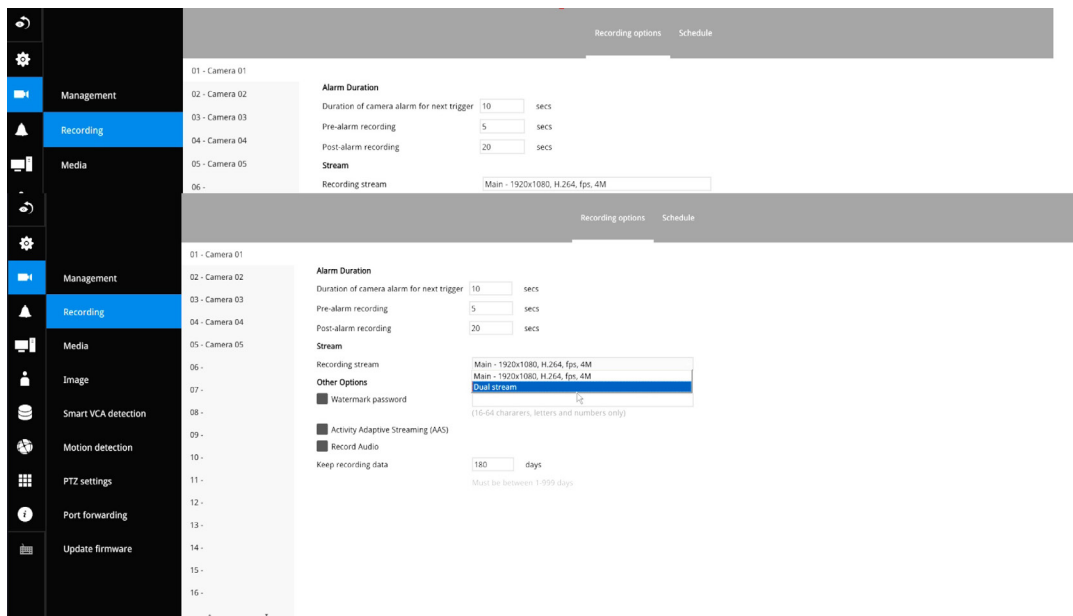 Recording options Schedule
01 - Camera 01
02 - Camera 02
03 - Camera 03
04 - Camera 04
05 - Camera 05
06 -
Management
Recording
Media
Alarm Duration
Duration of camera alarm for next trigger 10 secs
Pre-alarm recording 5 secs
Post-alarm recording 20 secs
Stream
Recording stream Main - 1920x1080, H.264, fps, 4M
Recording options Schedule
Management
Recording
Media
Image
Smart VCA detection
Motion detection
PTZ settings
Port forwarding
Update firmware
01 - Camera 01
02 - Camera 02
03 - Camera 03
04 - Camera 04
05 - Camera 05
06 -
07 -
08 -
09 -
10 -
11 -
12 -
13 -
14 -
15 -
16 -
Alarm Duration
Duration of camera alarm for next trigger 10 secs
Pre-alarm recording 5 secs
Post-alarm recording 20 secs
Stream
Recording stream Main - 1920x1080, H.264, fps, 4M
Main - 1920x1080, H.264, fps, 4M
Dual stream
Other Options
Watermark password
(16-64 chararers, letters and numbers only)
Activity Adaptive Streaming (AAS)
Record Audio
Keep recording data 180 days
Must be between 1-999 days